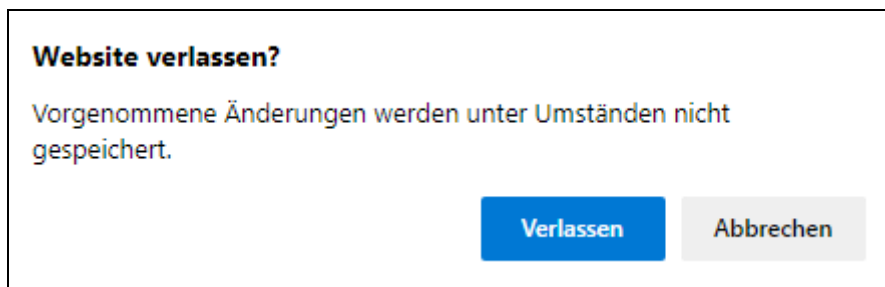 Website verlassen?
Vorgenommene Änderungen werden unter Umständen nicht
gespeichert.
Verlassen Abbrechen